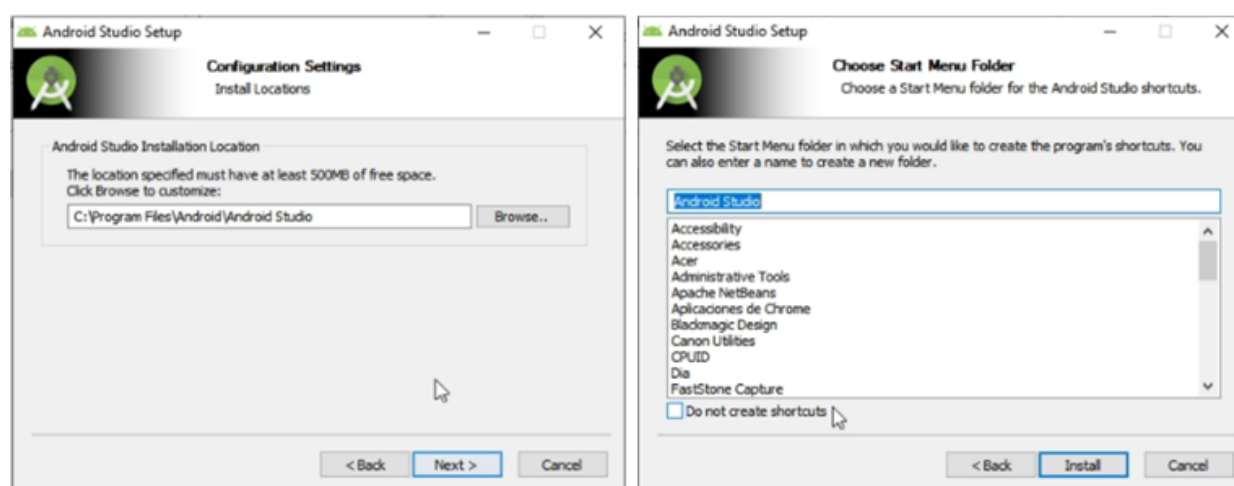 Android Studio Setup
Configuration Settings
Install Locations
Android Studio Installation Location
The location specified must have at least 500MB of free space.
Click Browse to customize:
C:\Program Files\Android\Android Studio
Browse..
< Back
Next >
Cancel
Android Studio Setup
Choose Start Menu Folder
Choose a Start Menu folder for the Android Studio shortcuts.
Select the Start Menu folder in which you would like to create the program's shortcuts. You
can also enter a name to create a new folder.
Android Studio
Accessibility
Accessories
Acer
Administrative Tools
Apache NetBeans
Aplicaciones de Chrome
Blackmagic Design
Canon Utilities
CPUID
Dia
FastStone Capture
Do not create shortcuts
< Back
Install
Cancel